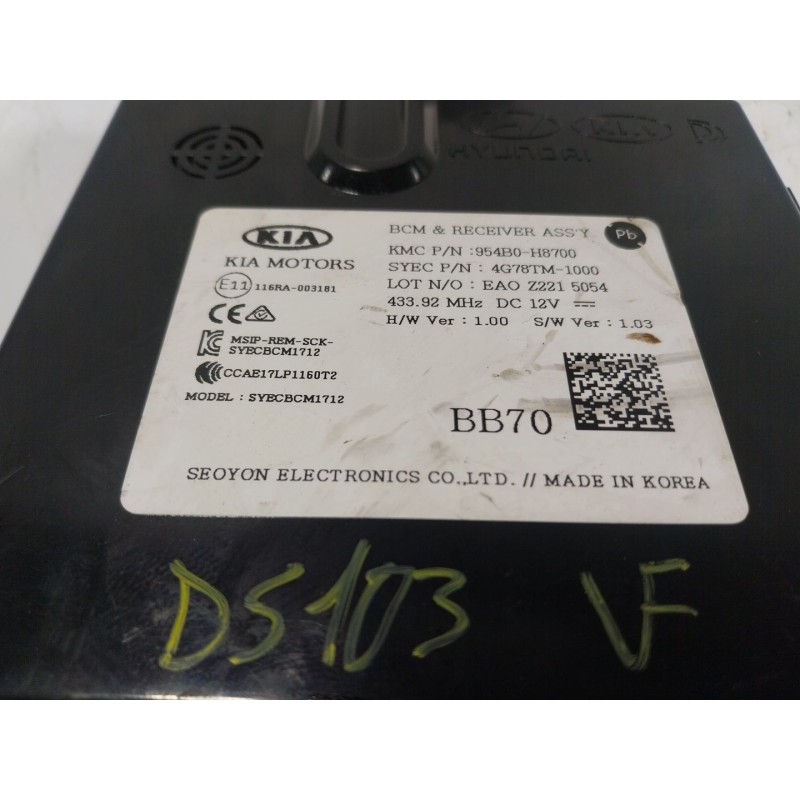 HYUNDAI
KIA
KIA MOTORS
BCM & RECEIVER ASS'Y
Pb
KMC P/N : 954B0-H8700
SYEC P/N : 4G78TM-1000
LOT N/O : EAO Z221 5054
433.92 MHz DC 12V
H/W Ver : 1.00 S/W Ver : 1.03
E11 116RA-003181
CE
MSIP-REM-SCK-
SYECBCM1712
CCAE17LP1160T2
MODEL : SYECBCM1712
BB70
SEOYON ELECTRONICS CO.,LTD. // MADE IN KOREA
DS103 VF